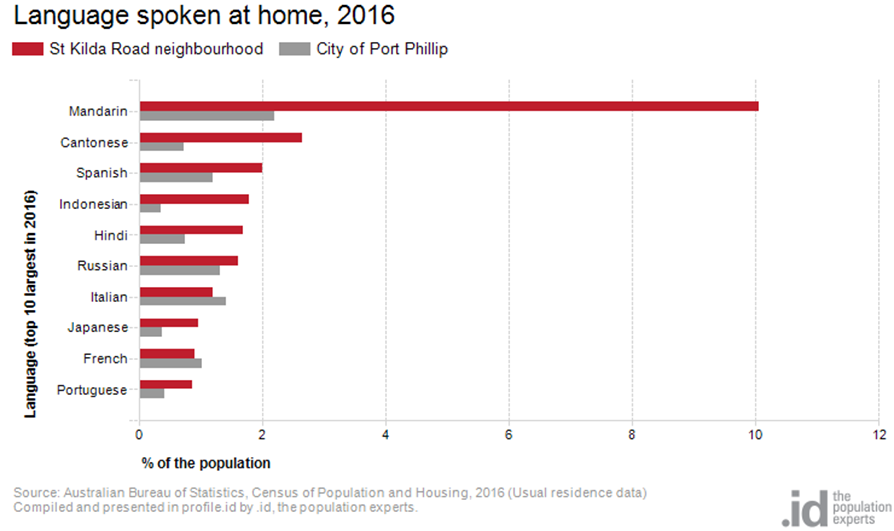 Language spoken at home, 2016
St Kilda Road neighbourhood City of Port Phillip
Language (top 10 largest in 2016)
Mandarin
Cantonese
Spanish
Indonesian
Hindi
Russian
Italian
Japanese
French
Portuguese
0 2 4 6 8 10 12
% of the population
Source: Australian Bureau of Statistics, Census of Population and Housing, 2016 (Usual residence data)
Compiled and presented in profile.id by .id, the population experts.
.id the
population
experts